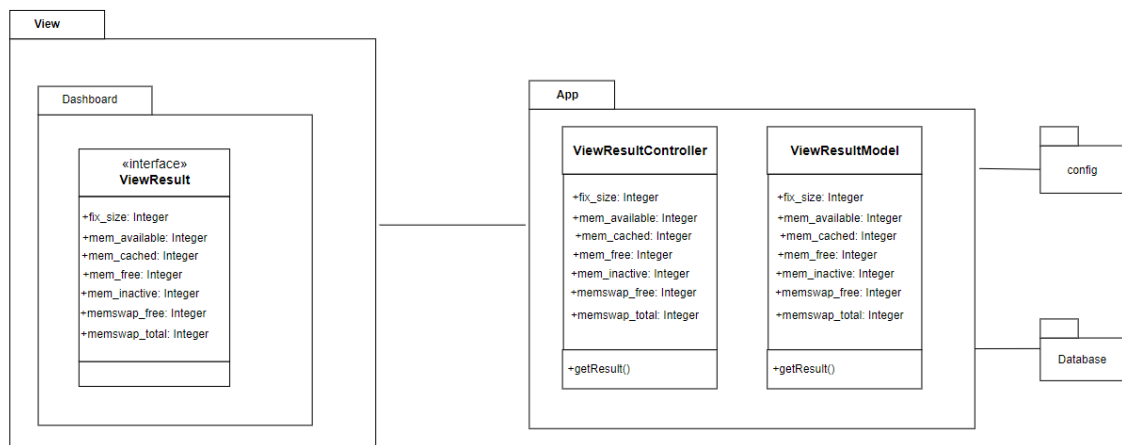 View
Dashboard
«interface»
ViewResult
+fix_size: Integer
+mem_available: Integer
+mem_cached: Integer
+mem_free: Integer
+mem_inactive: Integer
+memswap_free: Integer
+memswap_total: Integer
App
ViewResultController
+fix_size: Integer
+mem_available: Integer
+mem_cached: Integer
+mem_free: Integer
+mem_inactive: Integer
+memswap_free: Integer
+memswap_total: Integer
+getResult()
ViewResultModel
+fix_size: Integer
+mem_available: Integer
+mem_cached: Integer
+mem_free: Integer
+mem_inactive: Integer
+memswap_free: Integer
+memswap_total: Integer
+getResult()
config
Database